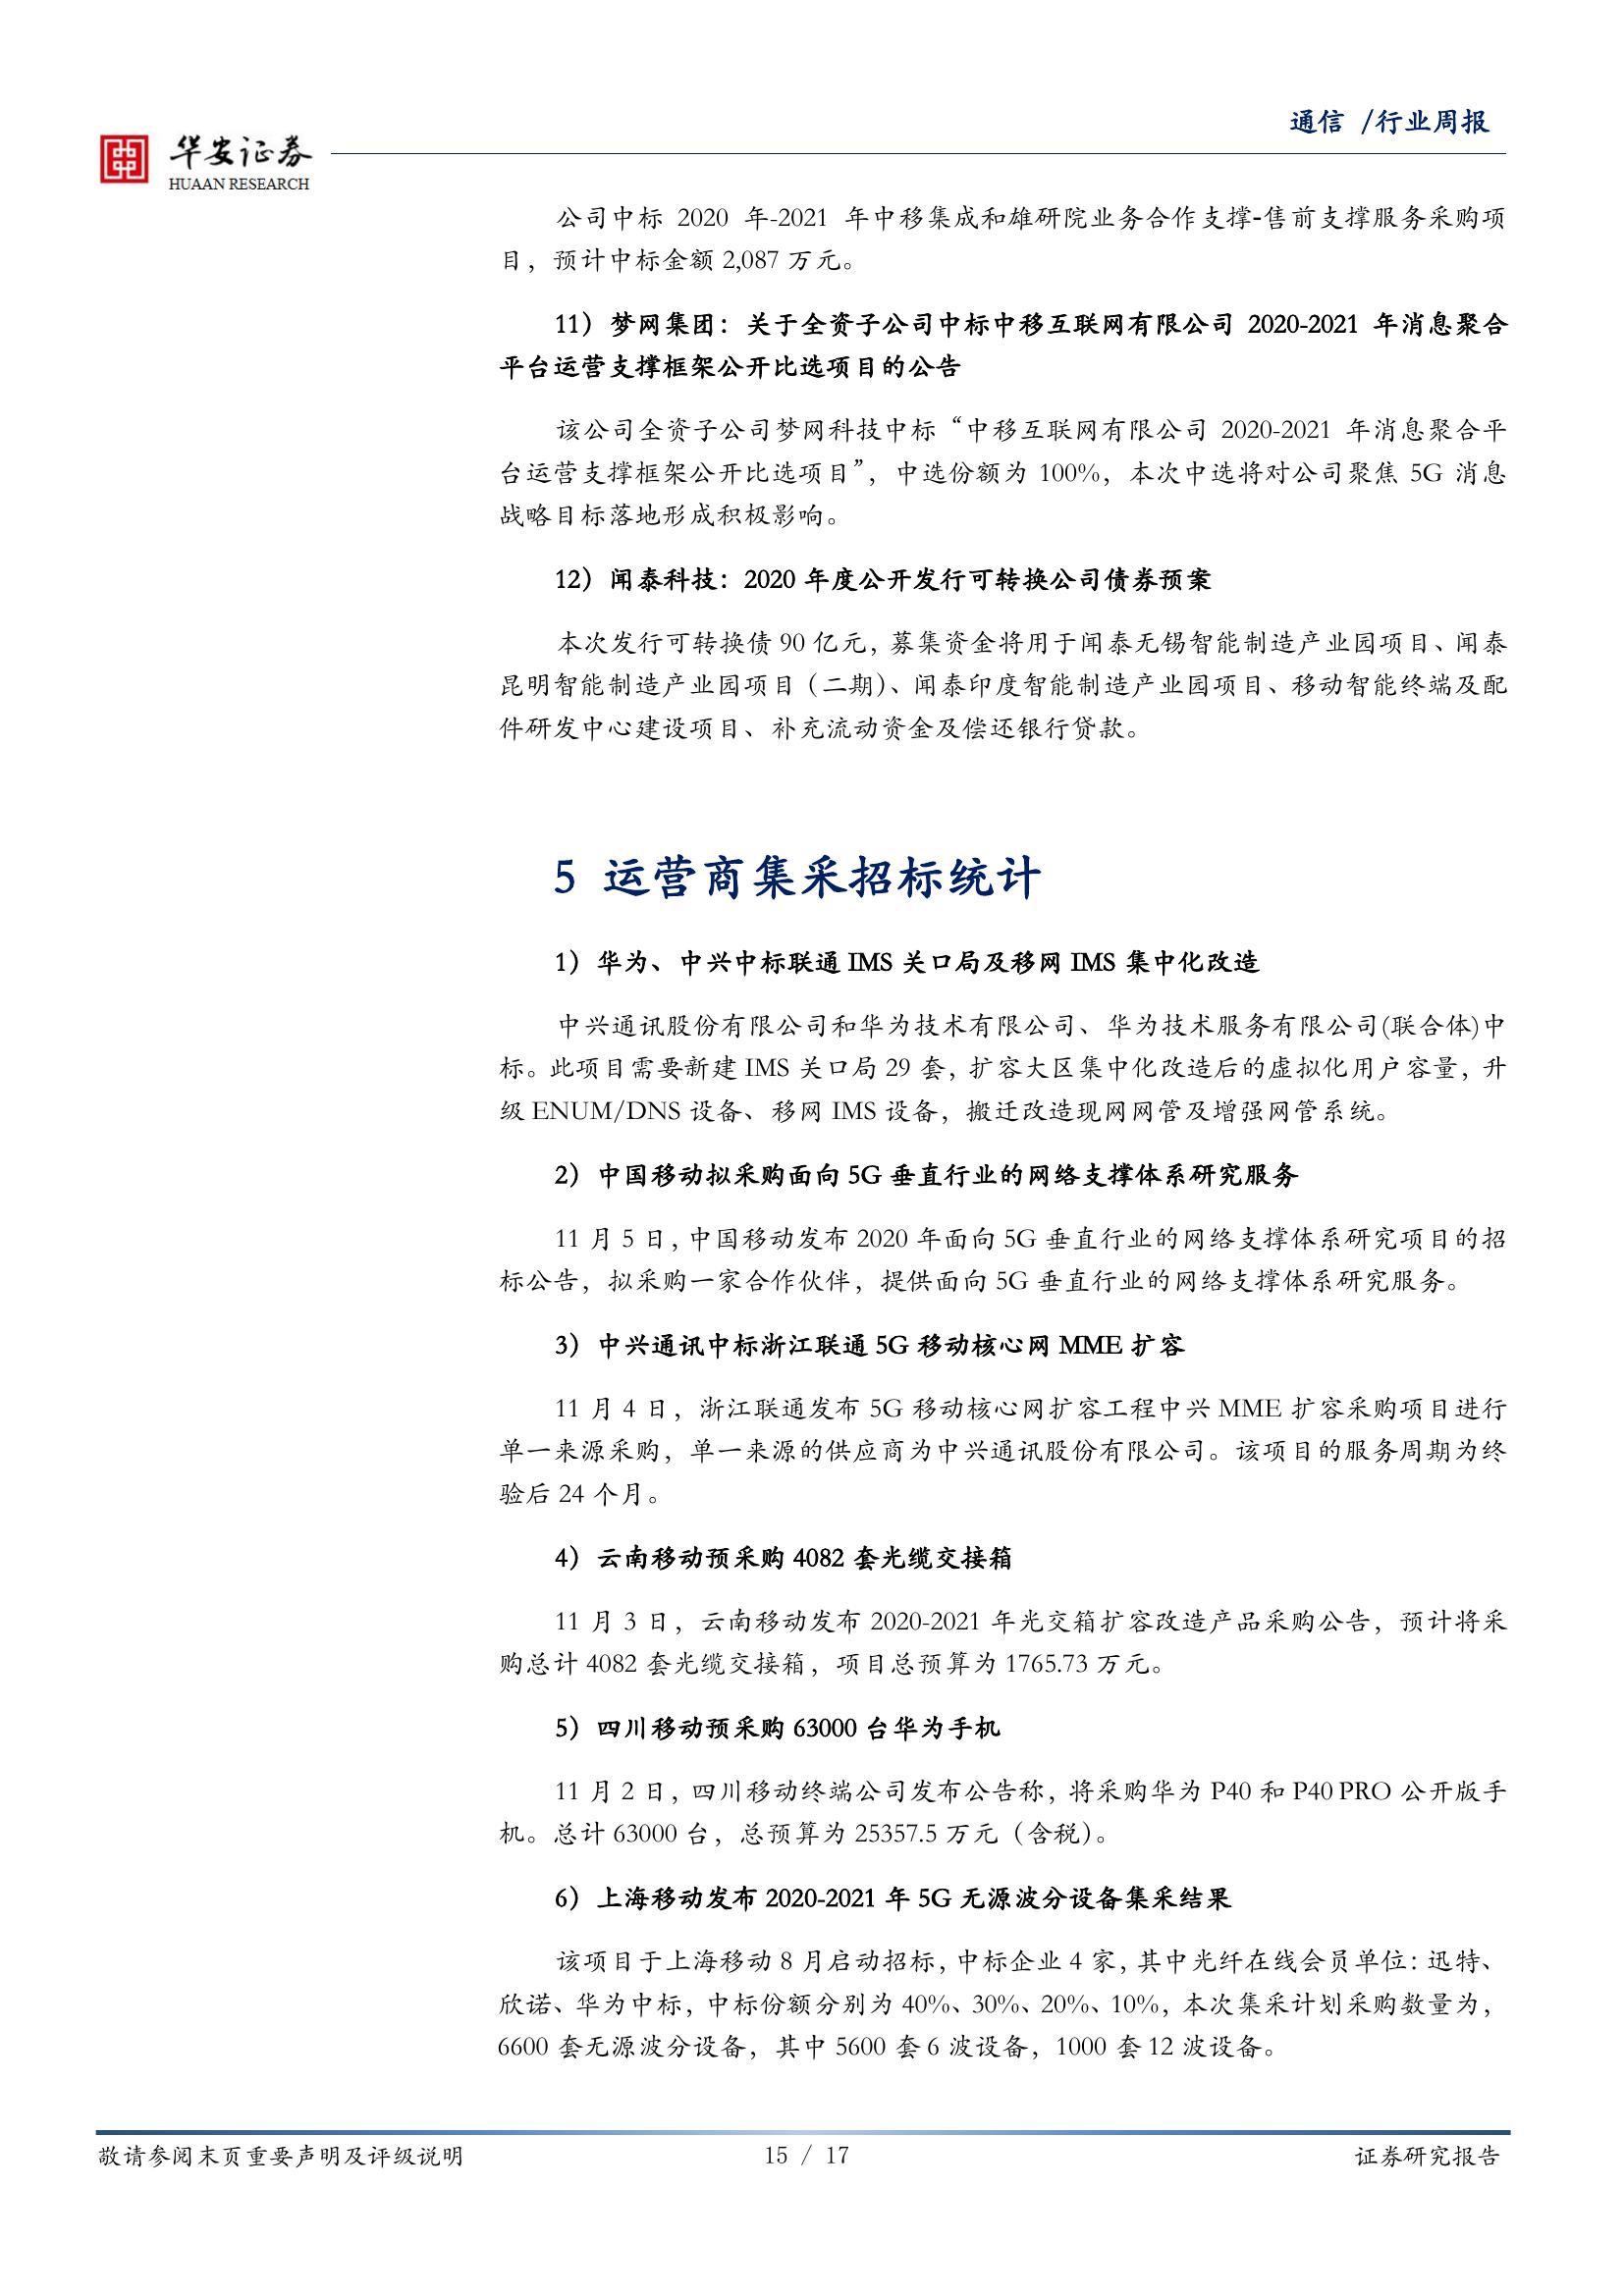 通信 /行业周报
华安证券
HUAAN RESEARCH
公司中标 2020 年-2021 年中移集成和雄研院业务合作支撑-售前支撑服务采购项
目，预计中标金额 2,087 万元。
11）梦网集团：关于全资子公司中标中移互联网有限公司 2020-2021 年消息聚合
平台运营支撑框架公开比选项目的公告
该公司全资子公司梦网科技中标“中移互联网有限公司 2020-2021 年消息聚合平
台运营支撑框架公开比选项目”，中选份额为 100%，本次中选将对公司聚焦 5G 消息
战略目标落地形成积极影响。
12）闻泰科技：2020 年度公开发行可转换公司债券预案
本次发行可转换债 90 亿元，募集资金将用于闻泰无锡智能制造产业园项目、闻泰
昆明智能制造产业园项目（二期）、闻泰印度智能制造产业园项目、移动智能终端及配
件研发中心建设项目、补充流动资金及偿还银行贷款。
5 运营商集采招标统计
1）华为、中兴中标联通 IMS 关口局及移网 IMS 集中化改造
中兴通讯股份有限公司和华为技术有限公司、华为技术服务有限公司(联合体)中
标。此项目需要新建 IMS 关口局 29 套，扩容大区集中化改造后的虚拟化用户容量，升
级 ENUM/DNS 设备、移网 IMS 设备，搬迁改造现网网管及增强网管系统。
2）中国移动拟采购面向 5G 垂直行业的网络支撑体系研究服务
11 月 5 日，中国移动发布 2020 年面向 5G 垂直行业的网络支撑体系研究项目的招
标公告，拟采购一家合作伙伴，提供面向 5G 垂直行业的网络支撑体系研究服务。
3）中兴通讯中标浙江联通 5G 移动核心网 MME 扩容
11 月 4 日，浙江联通发布 5G 移动核心网扩容工程中兴 MME 扩容采购项目进行
单一来源采购，单一来源的供应商为中兴通讯股份有限公司。该项目的服务周期为终
验后 24 个月。
4）云南移动预采购 4082 套光缆交接箱
11 月 3 日，云南移动发布 2020-2021 年光交箱扩容改造产品采购公告，预计将采
购总计 4082 套光缆交接箱，项目总预算为 1765.73 万元。
5）四川移动预采购 63000 台华为手机
11 月 2 日，四川移动终端公司发布公告称，将采购华为 P40 和 P40 PRO 公开版手
机。总计 63000 台，总预算为 25357.5 万元（含税）。
6）上海移动发布 2020-2021 年 5G 无源波分设备集采结果
该项目于上海移动 8 月启动招标，中标企业 4 家，其中光纤在线会员单位：迅特、
欣诺、华为中标，中标份额分别为 40%、30%、20%、10%，本次集采计划采购数量为，
6600 套无源波分设备，其中 5600 套 6 波设备，1000 套 12 波设备。
敬请参阅末页重要声明及评级说明
15 / 17
证券研究报告